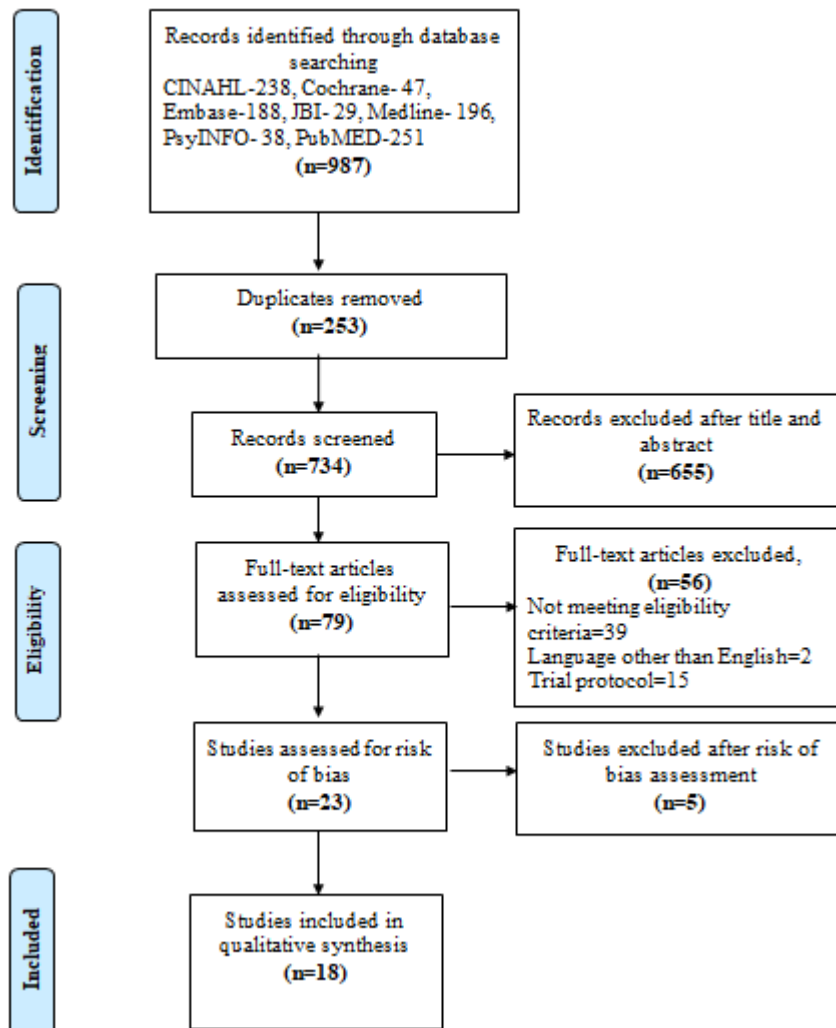 Identification
Records identified through database
searching
CINAHL-238, Cochrane- 47,
Embase-188, JBI- 29, Medline- 196,
PsyINFO- 38, PubMED-251
(n=987)
Screening
Duplicates removed
(n=253)
Records screened
(n=734)
Records excluded after title and
abstract
(n=655)
Eligibility
Full-text articles
assessed for eligibility
(n=79)
Full-text articles excluded,
(n=56)
Not meeting eligibility
criteria=39
Language other than English=2
Trial protocol=15
Studies assessed for risk
of bias
(n=23)
Studies excluded after risk of
bias assessment
(n=5)
Included
Studies included in
qualitative synthesis
(n=18)